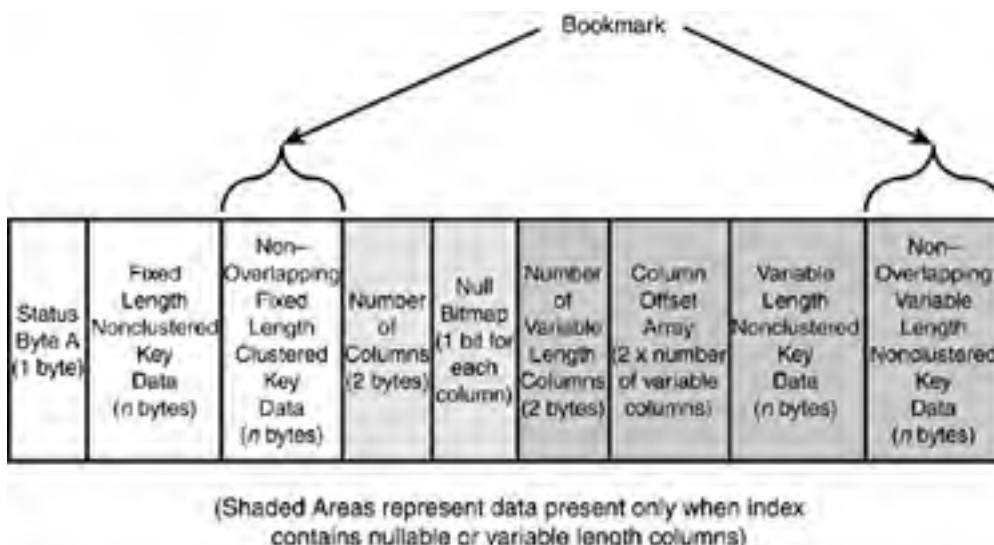 Bookmark
Status
Byte A
(1 byte)
Fixed
Length
Nonclustered
Key
Data
(n bytes)
Non–
Overlapping
Fixed
Length
Clustered
Key
Data
(n bytes)
Number
of
Columns
(2 bytes)
Null
Bitmap
(1 bit for
each
column)
Number
of
Variable
Length
Columns
(2 bytes)
Column
Offset
Array
(2 x number
of variable
columns)
Variable
Length
Nonclustered
Key
Data
(n bytes)
Non–
Overlapping
Variable
Length
Nonclustered
Key
Data
(n bytes)
(Shaded Areas represent data present only when index
contains nullable or variable length columns)